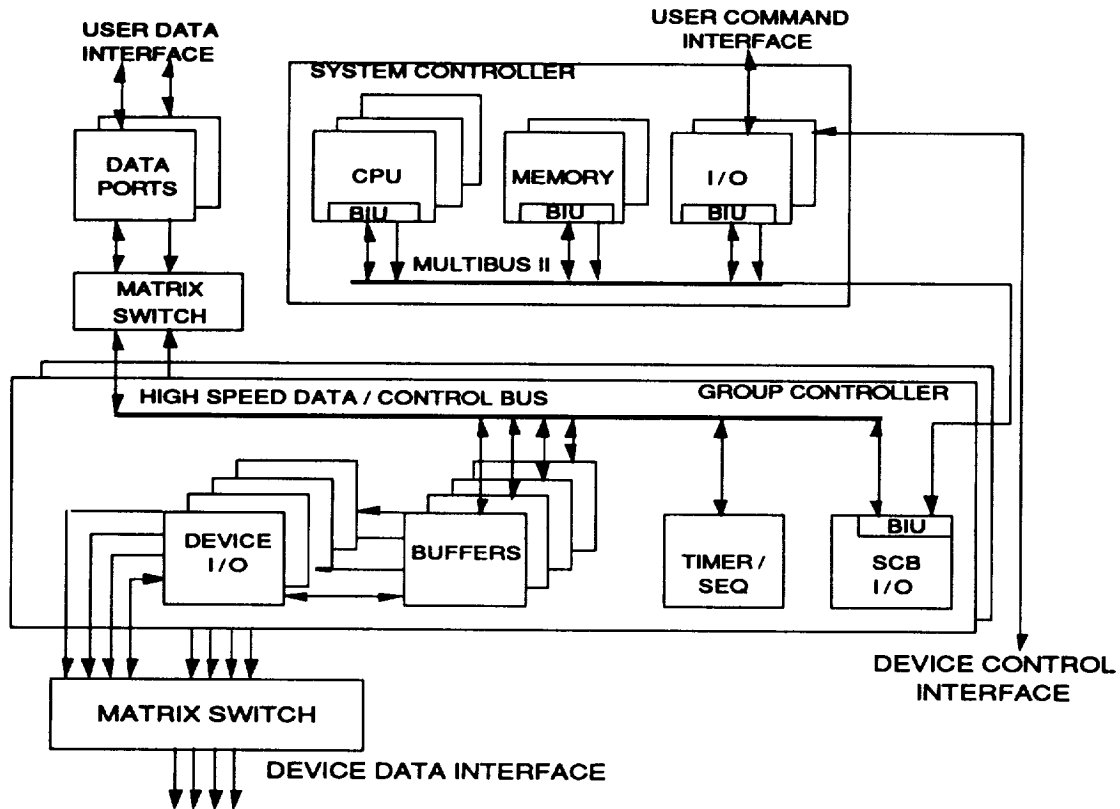 USER DATA
INTERFACE
USER COMMAND
INTERFACE
SYSTEM CONTROLLER
DATA
PORTS
CPU
BIU
MEMORY
BIU
I/O
BIU
MULTIBUS II
MATRIX
SWITCH
HIGH SPEED DATA / CONTROL BUS
GROUP CONTROLLER
DEVICE
I/O
BUFFERS
TIMER /
SEQ
BIU
SCB
I/O
DEVICE CONTROL
INTERFACE
MATRIX SWITCH
DEVICE DATA INTERFACE